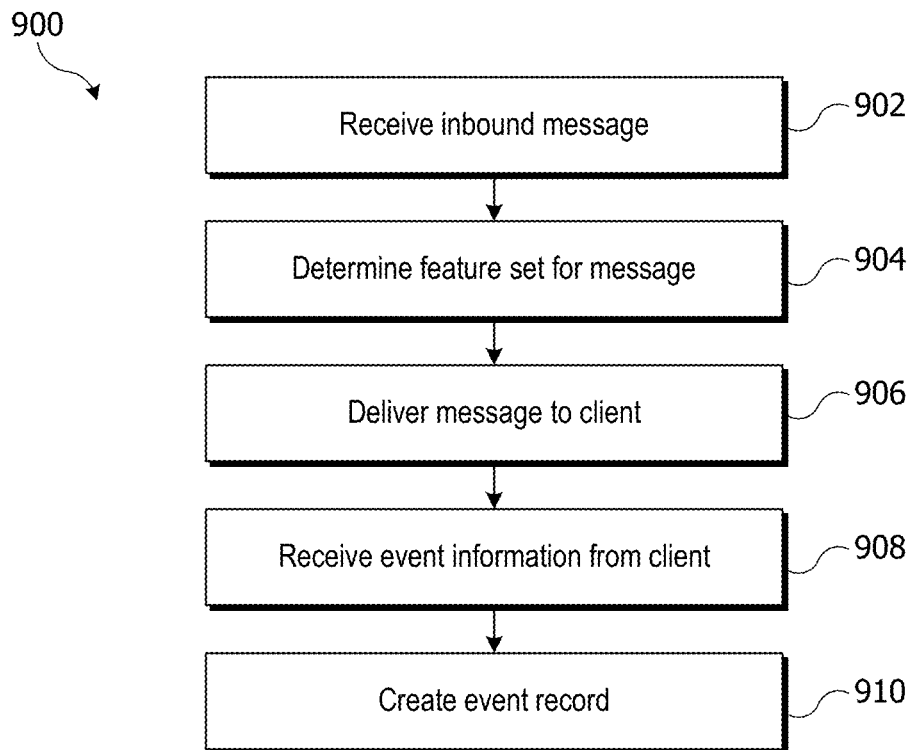 900
Receive inbound message
902
Determine feature set for message
904
Deliver message to client
906
Receive event information from client
908
Create event record
910